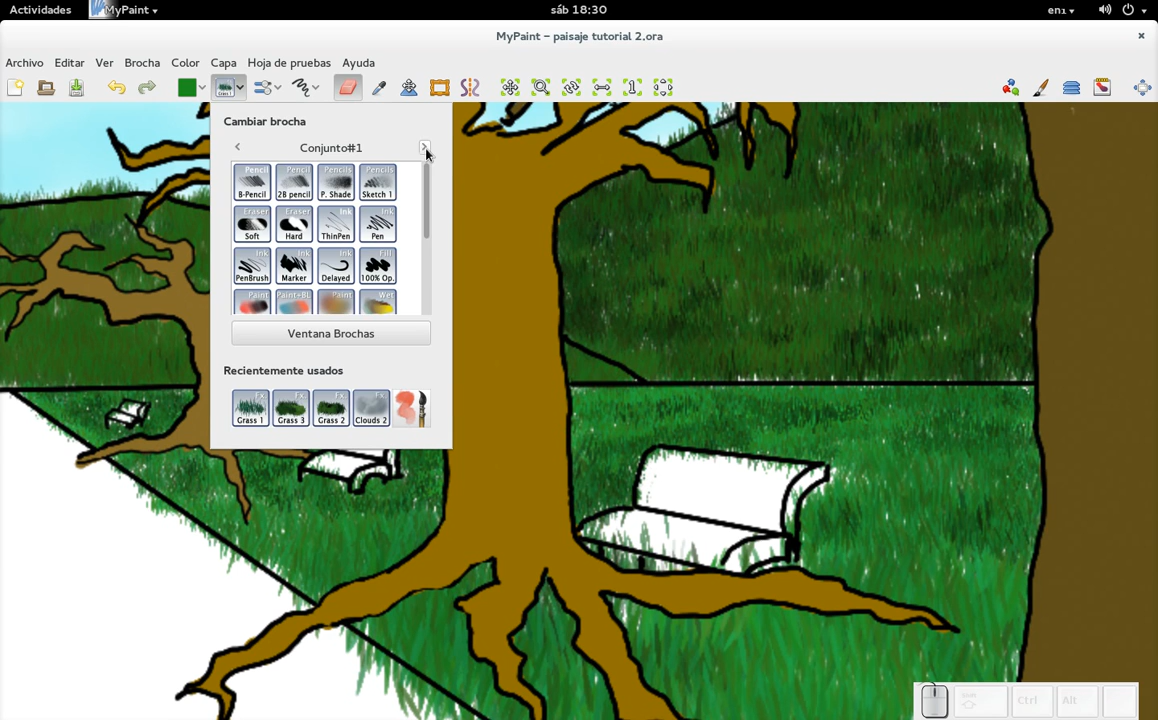 Actividades MyPaint sáb 18:30 en1
MyPaint – paisaje tutorial 2.ora ×
Archivo Editar Ver Brocha Color Capa Hoja de pruebas Ayuda
Cambiar brocha
Conjunto#1
Pencil Pencil Pencils Pencils
B-Pencil 2B pencil P. Shade Sketch 1
Eraser Eraser Ink Ink
Soft Hard ThinPen Pen
Ink Ink Ink Fill
PenBrush Marker Delayed 100% Op.
Paint Paint+BL Paint Wet
Ventana Brochas
Recientemente usados
Fx Fx Fx Fx
Grass 1 Grass 3 Grass 2 Clouds 2
Shift Ctrl Alt